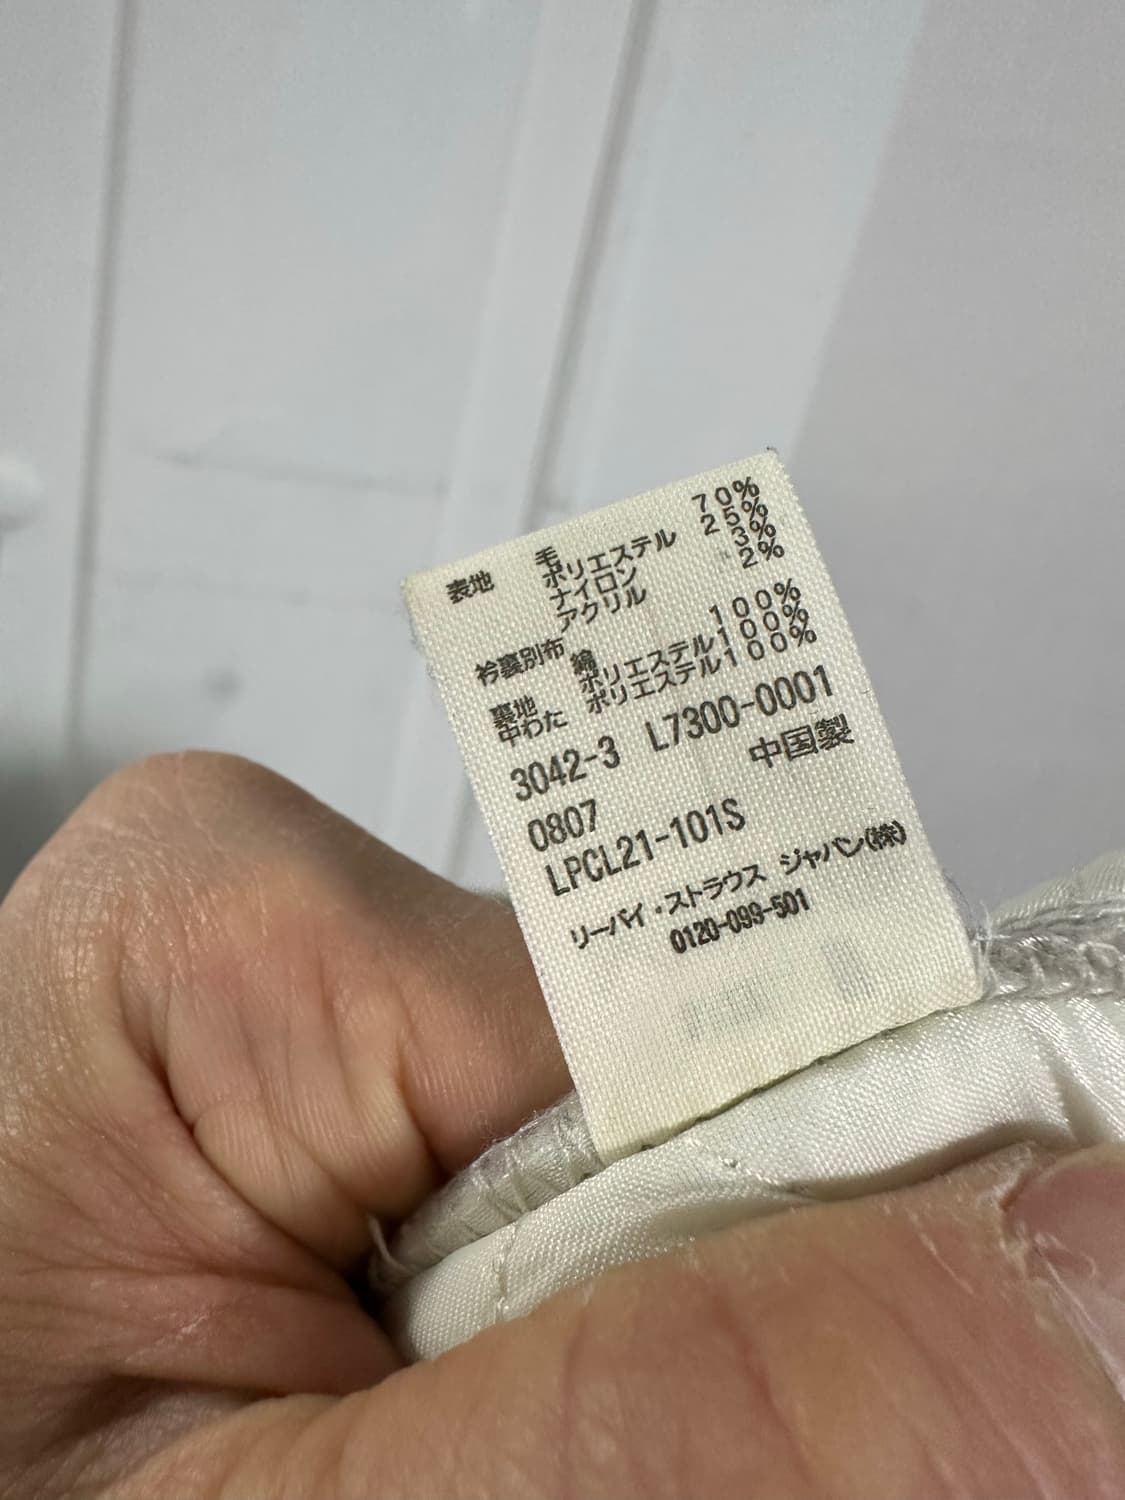 表地 毛 70%
ポリエステル 25%
ナイロン 3%
アクリル 2%
衿裏別布 綿 100%
裏地 ポリエステル100%
中わた ポリエステル100%
3042-3 L7300-0001
0807 中国製
LPCL21-101S
リーバイ・ストラウス ジャパン(株)
0120-099-501